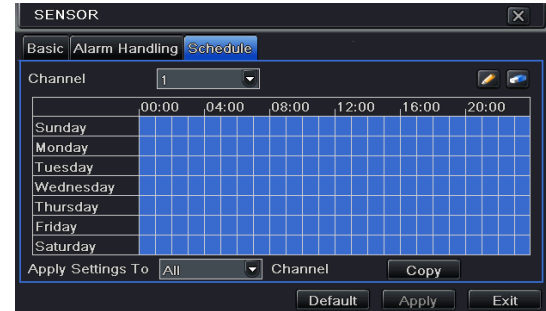 SENSOR
Basic Alarm Handling Schedule
Channel 1
00:00 04:00 08:00 12:00 16:00 20:00
Sunday
Monday
Tuesday
Wednesday
Thursday
Friday
Saturday
Apply Settings To All Channel Copy
Default Apply Exit